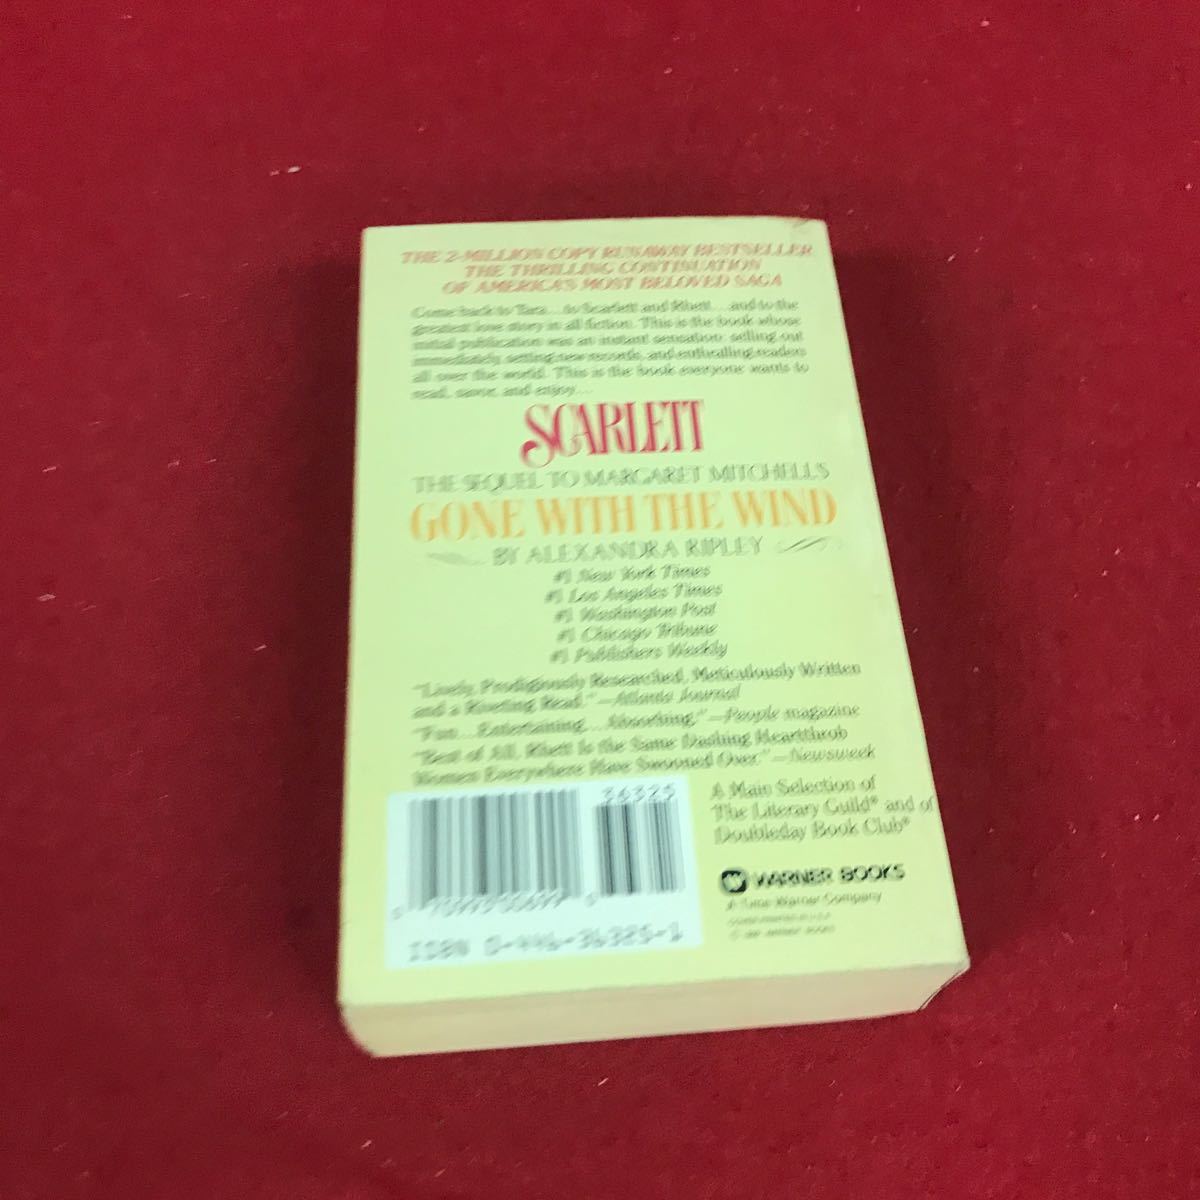 THE 2-MILLION COPY RUNAWAY BESTSELLER
THE THRILLING CONTINUATION
OF AMERICA'S MOST BELOVED SAGA
Come back to Tara...to Scarlett and Rhett...and to the
greatest love story in all fiction. This is the book whose
initial publication was an instant sensation: selling out
immediately, setting new records, and enthralling readers
all over the world. This is the book everyone wants to
read, savor, and enjoy...
SCARLETT
THE SEQUEL TO MARGARET MITCHELL'S
GONE WITH THE WIND
BY ALEXANDRA RIPLEY
#1 New York Times
#1 Los Angeles Times
#1 Washington Post
#1 Chicago Tribune
#1 Publishers Weekly
"Lively, Prodigiously Researched, Meticulously Written
and a Riveting Read."—Atlanta Journal
"Fun...Entertaining...Absorbing."—People magazine
"Best of All, Rhett Is the Same Dashing Heartthrob
Women Everywhere Have Swooned Over."—Newsweek
36325
0 70993 00699 0
ISBN 0-446-36325-1
A Main Selection of
The Literary Guild® and of
Doubleday Book Club®
WARNER BOOKS
A Time Warner Company